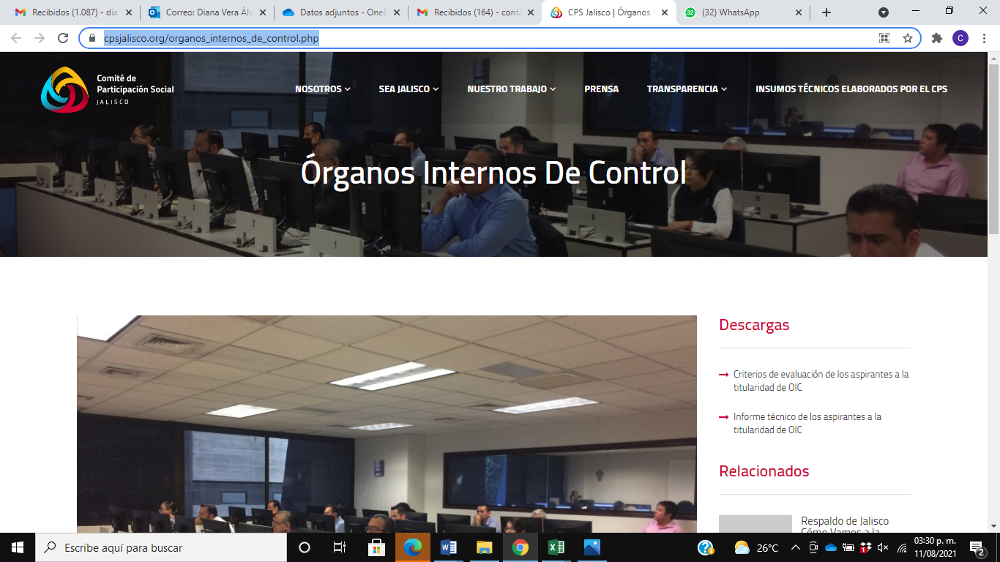 Recibidos (1.087) - dia
Correo: Diana Vera Álv
Datos adjuntos - OneD
Recibidos (164) - conta
CPS Jalisco | Órganos
(32) WhatsApp
cpsjalisco.org/organos_internos_de_control.php
C
Comité de
Participación Social
JALISCO
NOSOTROS
SEA JALISCO
NUESTRO TRABAJO
PRENSA
TRANSPARENCIA
INSUMOS TÉCNICOS ELABORADOS POR EL CPS
Órganos Internos De Control
2
1
Descargas
Criterios de evaluación de los aspirantes a la
titularidad de OIC
Informe técnico de los aspirantes a la
titularidad de OIC
Relacionados
Respaldo de Jalisco
Cómo Vamos a la
Escribe aquí para buscar
26°C
03:30 p. m.
11/08/2021
2